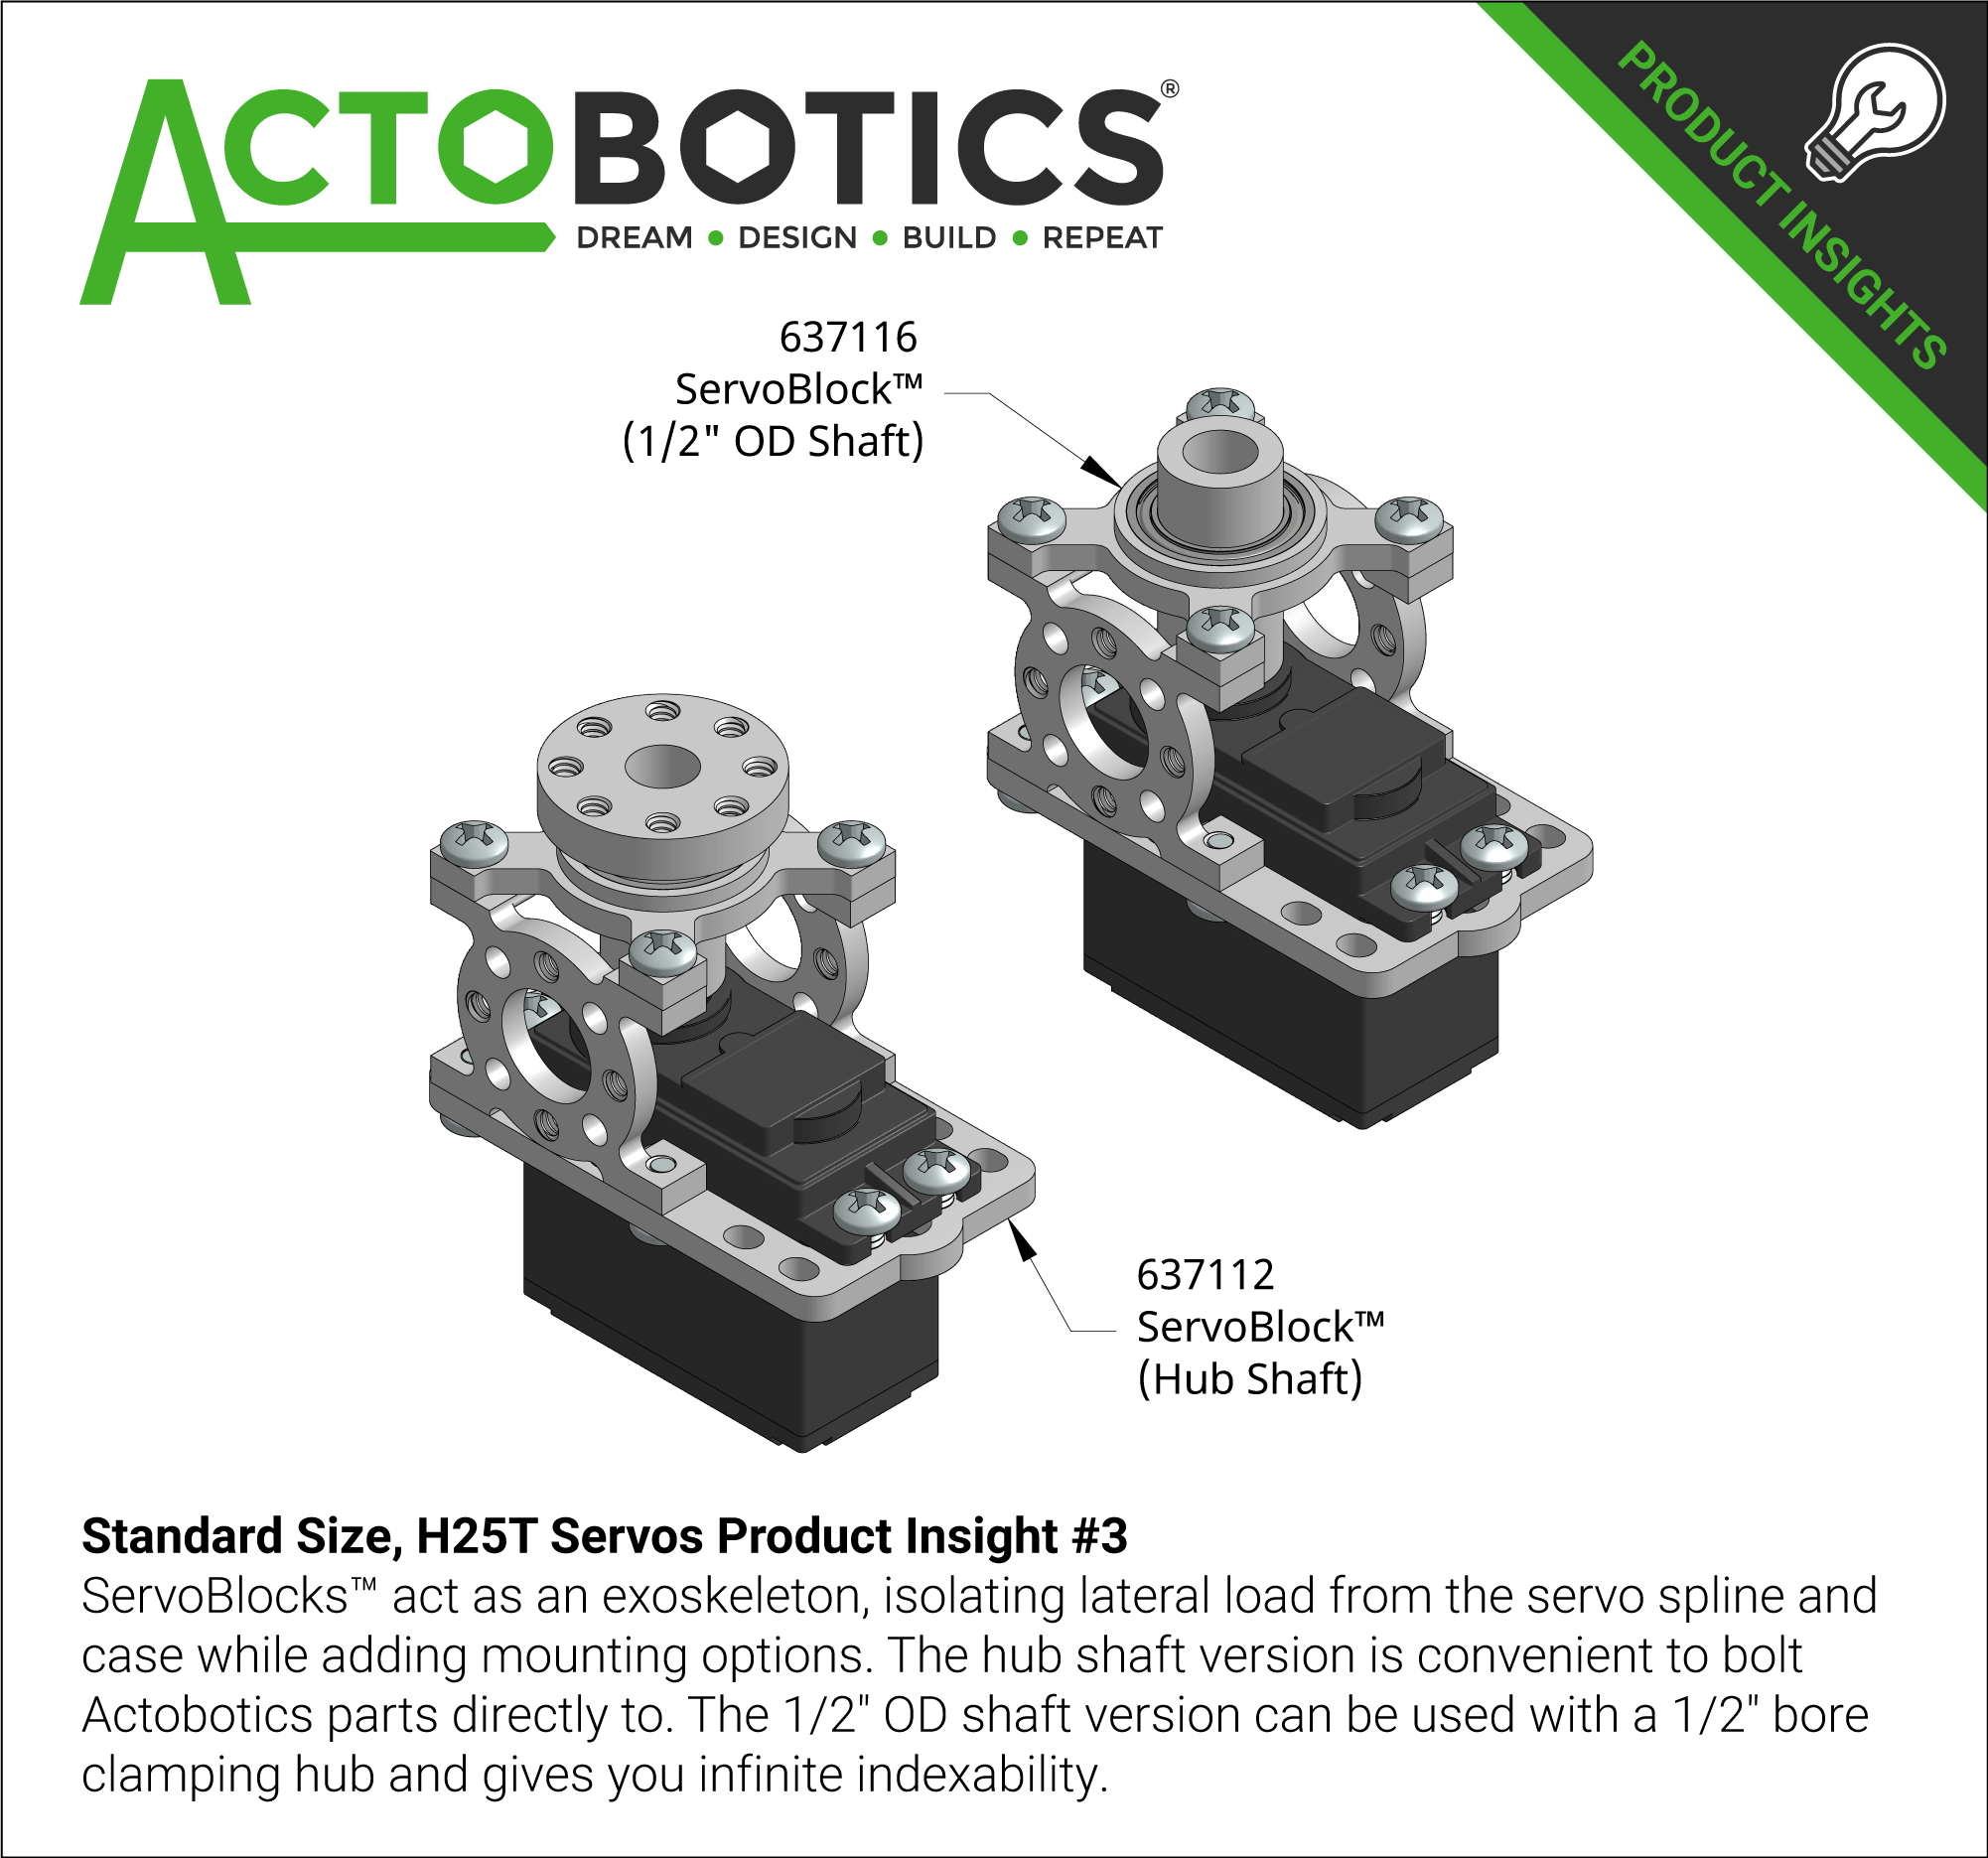 ACTOBOTICS®
DREAM • DESIGN • BUILD • REPEAT
PRODUCT INSIGHTS
637116
ServoBlock™
(1/2" OD Shaft)
637112
ServoBlock™
(Hub Shaft)
Standard Size, H25T Servos Product Insight #3
ServoBlocks™ act as an exoskeleton, isolating lateral load from the servo spline and
case while adding mounting options. The hub shaft version is convenient to bolt
Actobotics parts directly to. The 1/2" OD shaft version can be used with a 1/2" bore
clamping hub and gives you infinite indexability.